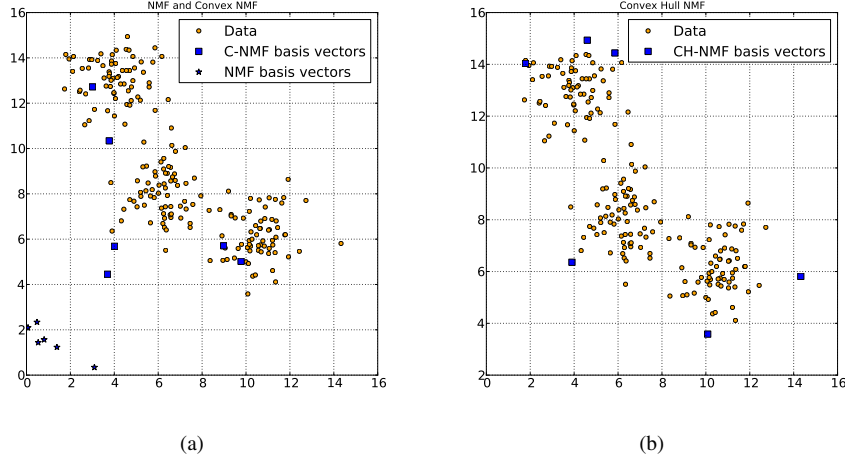 NMF and Convex NMF
16
14
12
10
8
6
4
2
0
0 2 4 6 8 10 12 14 16
Data
C-NMF basis vectors
NMF basis vectors
(a)
Convex Hull NMF
16
14
12
10
8
6
4
2
0 2 4 6 8 10 12 14 16
Data
CH-NMF basis vectors
(b)